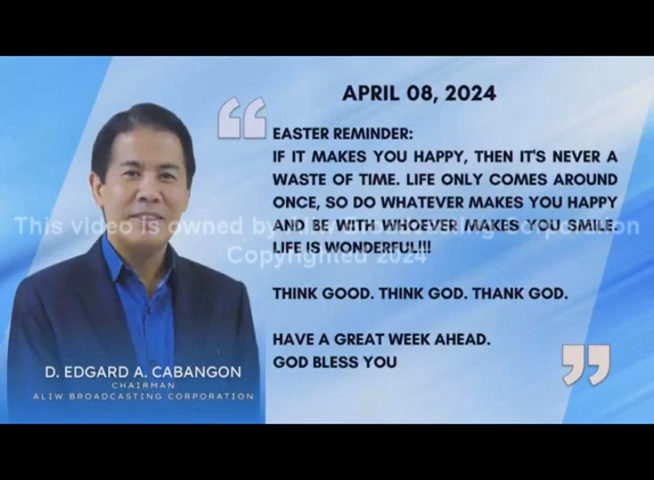 APRIL 08, 2024
EASTER REMINDER:
IF IT MAKES YOU HAPPY, THEN IT'S NEVER A
WASTE OF TIME. LIFE ONLY COMES AROUND
ONCE, SO DO WHATEVER MAKES YOU HAPPY
AND BE WITH WHOEVER MAKES YOU SMILE.
LIFE IS WONDERFUL!!!
THINK GOOD. THINK GOD. THANK GOD.
HAVE A GREAT WEEK AHEAD.
GOD BLESS YOU
This video is owned by Aliw Broadcasting Corporation
Copyrighted 2024
D. EDGARD A. CABANGON
CHAIRMAN
ALIW BROADCASTING CORPORATION